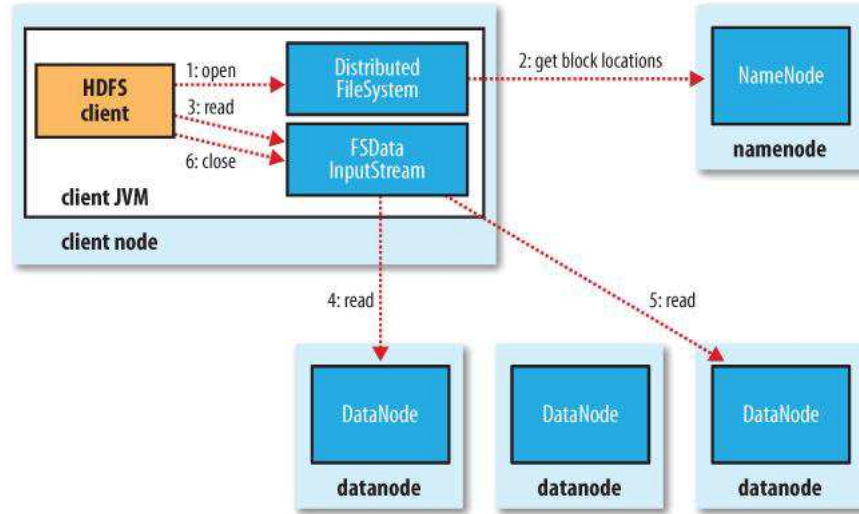 HDFS
client
1: open
3: read
6: close
Distributed
FileSystem
FSData
InputStream
2: get block locations
NameNode
namenode
client JVM
client node
4: read
5: read
DataNode
datanode
DataNode
datanode
DataNode
datanode